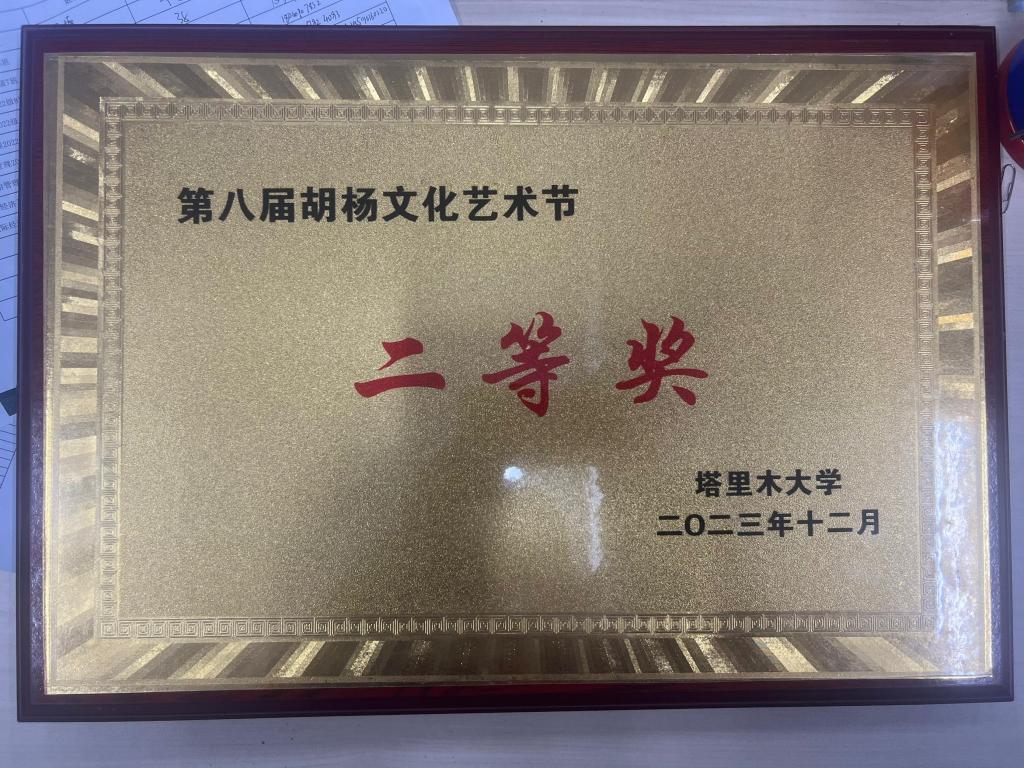 第八届胡杨文化艺术节
二等奖
塔里木大学
二〇二三年十二月